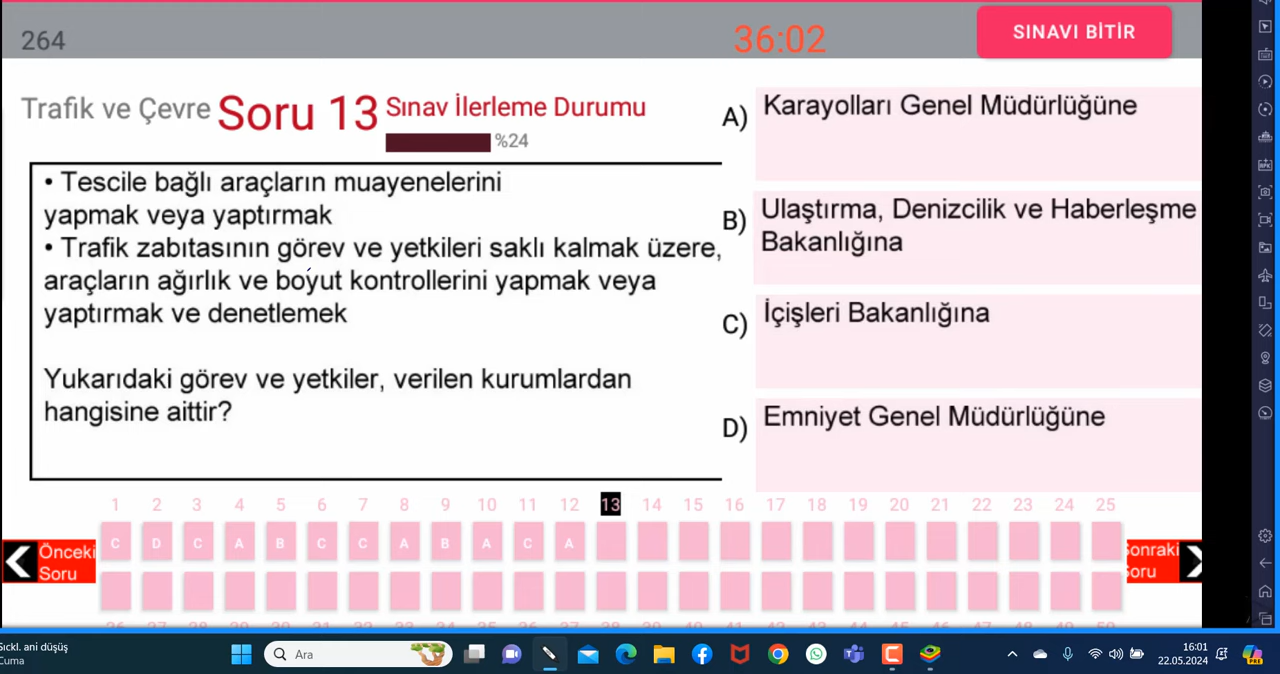 264
36:02
SINAVI BİTİR
Trafik ve Çevre Soru 13 Sınav İlerleme Durumu
%24
• Tescile bağlı araçların muayenelerini
yapmak veya yaptırmak
• Trafik zabıtasının görev ve yetkileri saklı kalmak üzere,
araçların ağırlık ve boyut kontrollerini yapmak veya
yaptırmak ve denetlemek
Yukarıdaki görev ve yetkiler, verilen kurumlardan
hangisine aittir?
A) Karayolları Genel Müdürlüğüne
B) Ulaştırma, Denizcilik ve Haberleşme
Bakanlığına
C) İçişleri Bakanlığına
D) Emniyet Genel Müdürlüğüne
1 2 3 4 5 6 7 8 9 10 11 12 13 14 15 16 17 18 19 20 21 22 23 24 25
C D C A B C C A B A C A
Önceki
Soru
Sonraki
Soru
Sıckl. ani düşüş
Cuma
Ara
16:01
22.05.2024
PRE